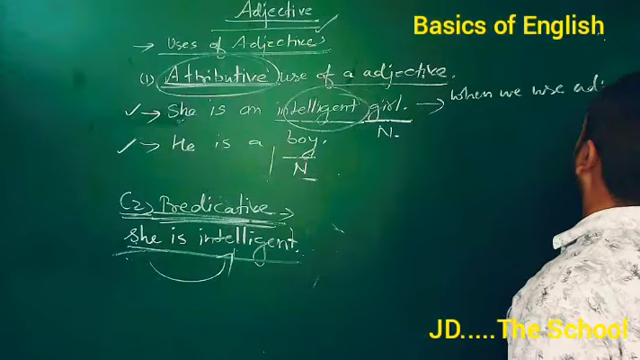 Adjective
Basics of English
→ Uses of Adjectives
(1) Attributive use of a adjective.
✓→ She is an intelligent girl. → when we use adj
N.
✓→ He is a boy.
N
(2) Predicative →
She is intelligent.
JD.....The School